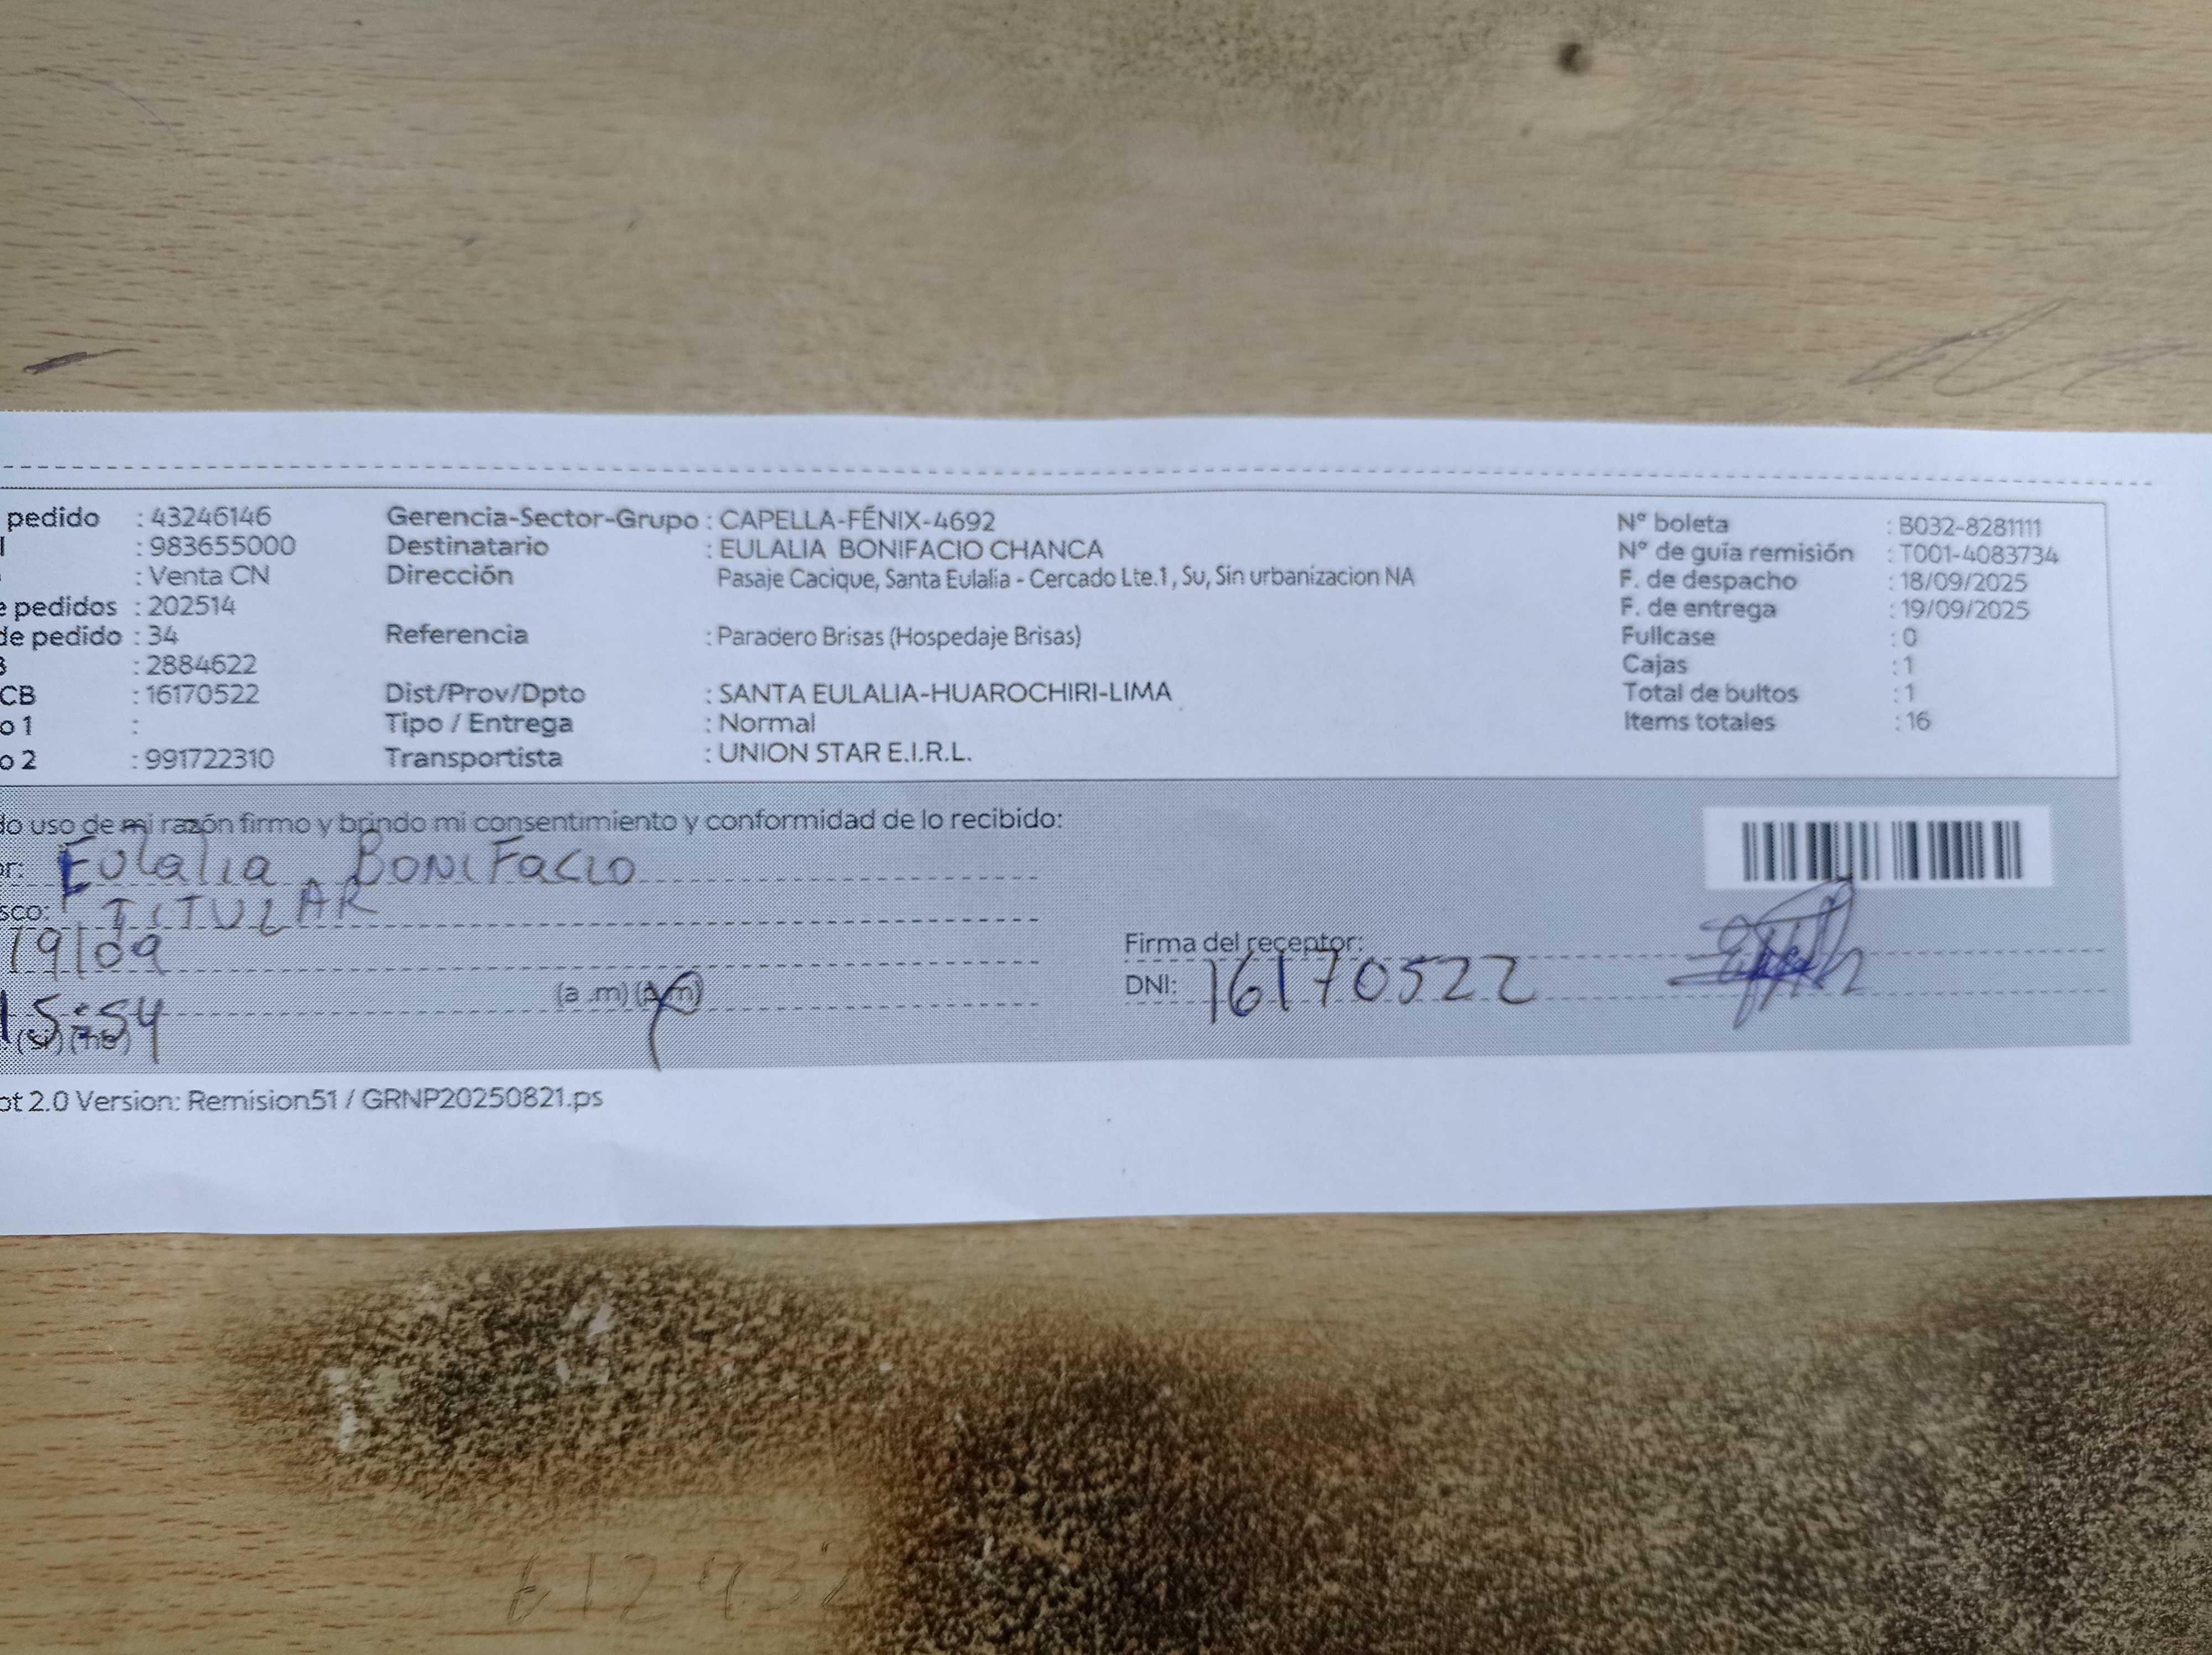 pedido : 43246146 Gerencia-Sector-Grupo : CAPELLA-FÉNIX-4692 N° boleta : B032-8281111
l : 983655000 Destinatario : EULALIA BONIFACIO CHANCA N° de guía remisión : T001-4083734
: Venta CN Dirección Pasaje Cacique, Santa Eulalia - Cercado Lte.1, Su, Sin urbanizacion NA F. de despacho : 18/09/2025
e pedidos : 202514 F. de entrega : 19/09/2025
de pedido : 34 Referencia : Paradero Brisas (Hospedaje Brisas) Fullcase : 0
: 2884622 Cajas : 1
CB : 16170522 Dist/Prov/Dpto : SANTA EULALIA-HUAROCHIRI-LIMA Total de bultos : 1
o 1 : Tipo / Entrega : Normal Items totales : 16
o 2 : 991722310 Transportista : UNION STAR E.I.R.L.
do uso de mi razón firmo y brindo mi consentimiento y conformidad de lo recibido:
or: Eulalia BONIFacio
sco: TITULAR
19/09 Firma del receptor:
15:54 (a .m) (p.m) DNI: 16170522
(si) (no)
ot 2.0 Version: Remision51 / GRNP20250821.ps